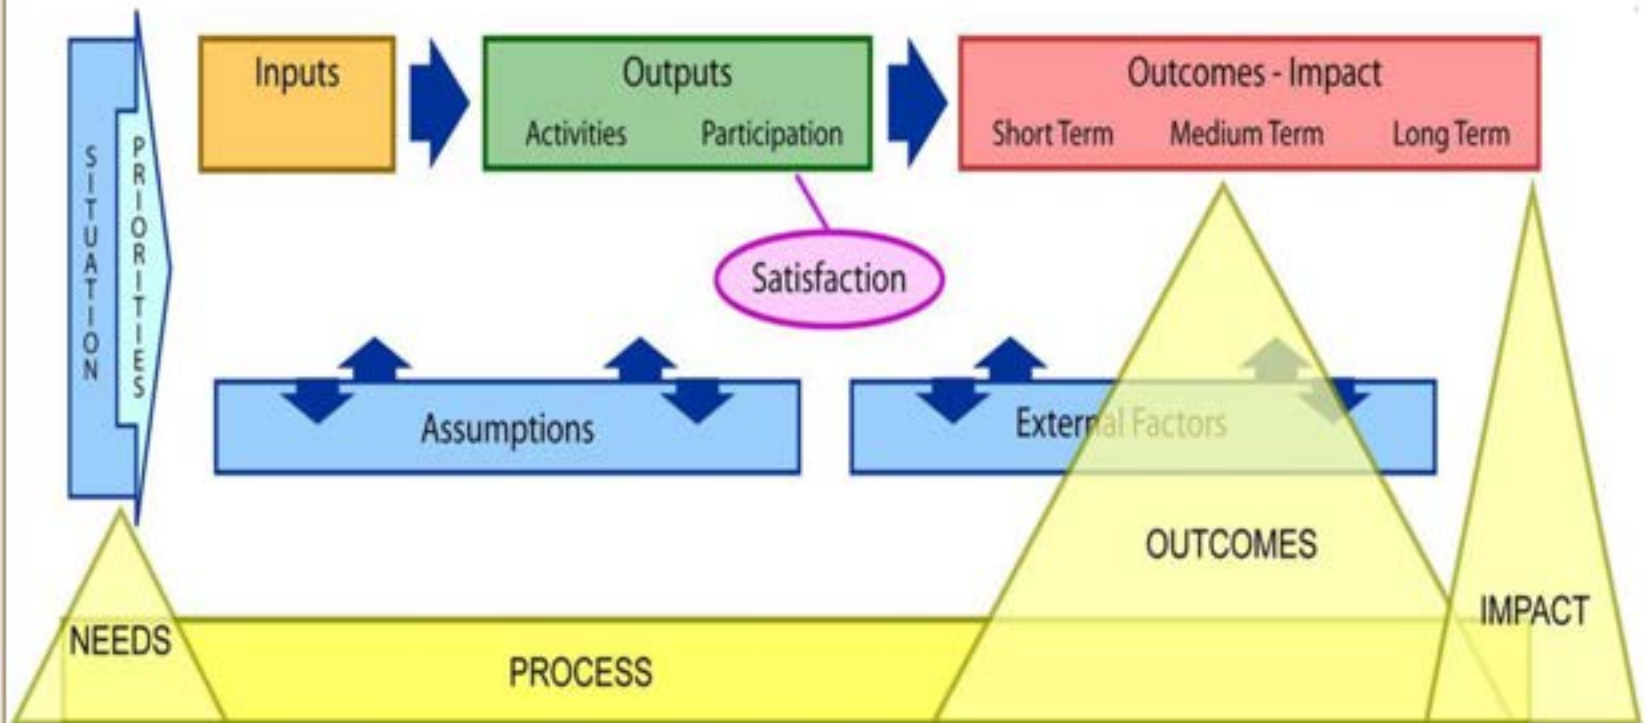 SITUATION
PRIORITIES
Inputs
Outputs
Activities Participation
Outcomes - Impact
Short Term Medium Term Long Term
Satisfaction
Assumptions
External Factors
NEEDS
PROCESS
OUTCOMES
IMPACT